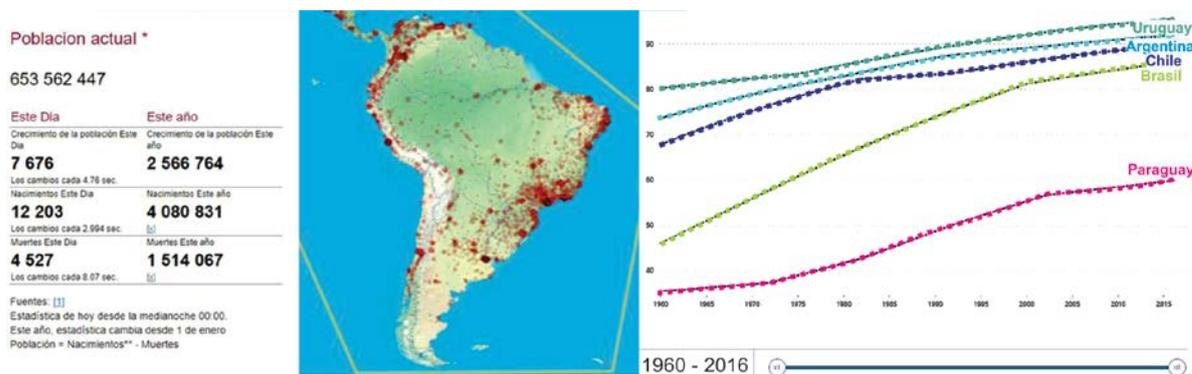 Poblacion actual *
653 562 447
Este Día Este año
Crecimiento de la población Este Día Crecimiento de la población Este año
7 676 2 566 764
Los cambios cada 4.76 sec.
Nacimientos Este Dia Nacimientos Este año
12 203 4 080 831
Los cambios cada 2.994 sec. [x]
Muertes Este Dia Muertes Este año
4 527 1 514 067
Los cambios cada 8.07 sec. [x]
Fuentes: [1]
Estadística de hoy desde la medianoche 00:00.
Este año, estadística cambia desde 1 de enero
Población = Nacimientos** - Muertes
Uruguay
Argentina
Chile
Brasil
Paraguay
90
80
70
60
50
40
1960 1965 1970 1975 1980 1985 1990 1995 2000 2005 2010 2015
1960 - 2016